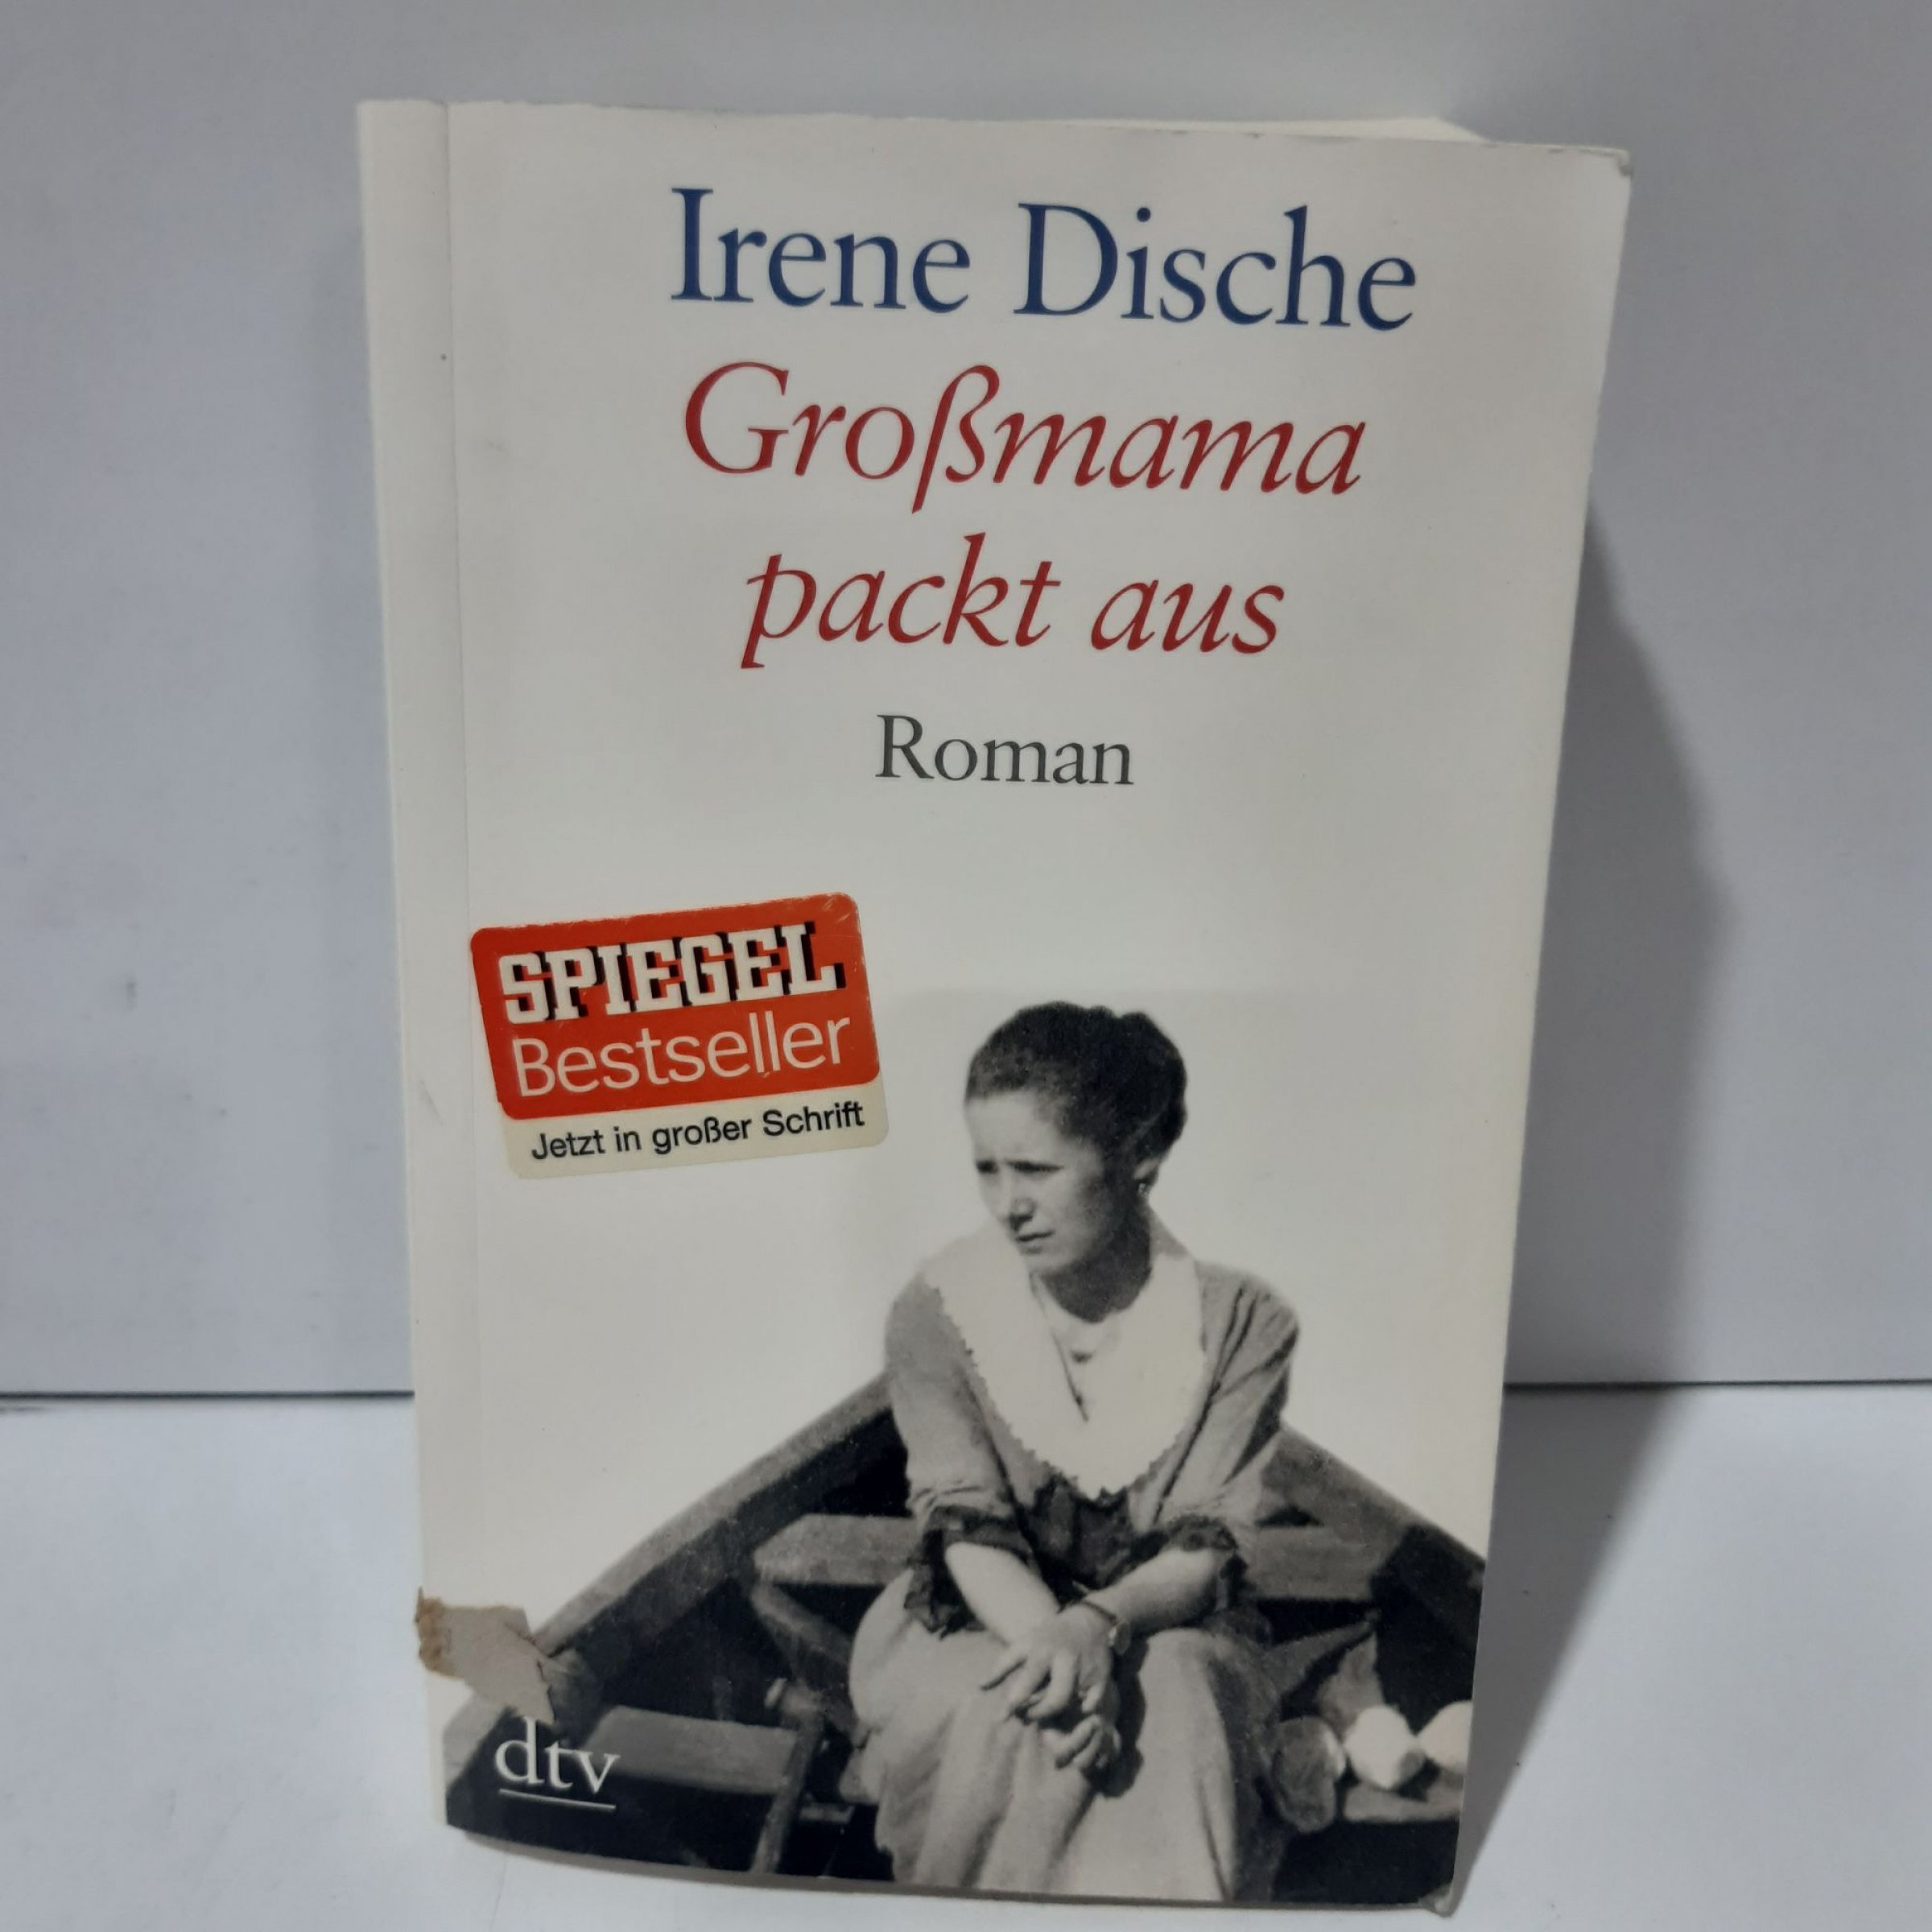 Irene Dische
Großmama
packt aus
Roman
SPIEGEL
Bestseller
Jetzt in großer Schrift
dtv